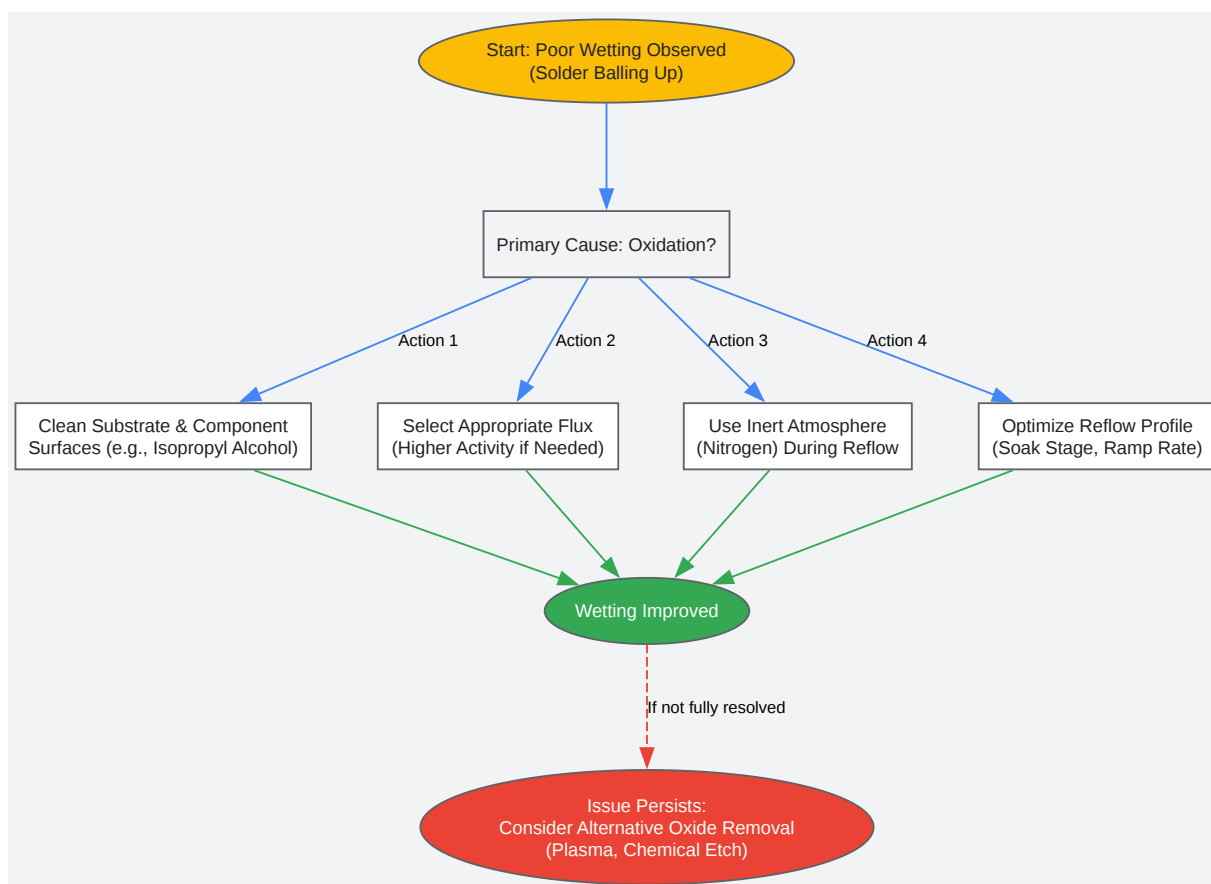 Start: Poor Wetting Observed
(Solder Balling Up)
Primary Cause: Oxidation?
Action 1
Action 2
Action 3
Action 4
Clean Substrate & Component
Surfaces (e.g., Isopropyl Alcohol)
Select Appropriate Flux
(Higher Activity if Needed)
Use Inert Atmosphere
(Nitrogen) During Reflow
Optimize Reflow Profile
(Soak Stage, Ramp Rate)
Wetting Improved
If not fully resolved
Issue Persists:
Consider Alternative Oxide Removal
(Plasma, Chemical Etch)